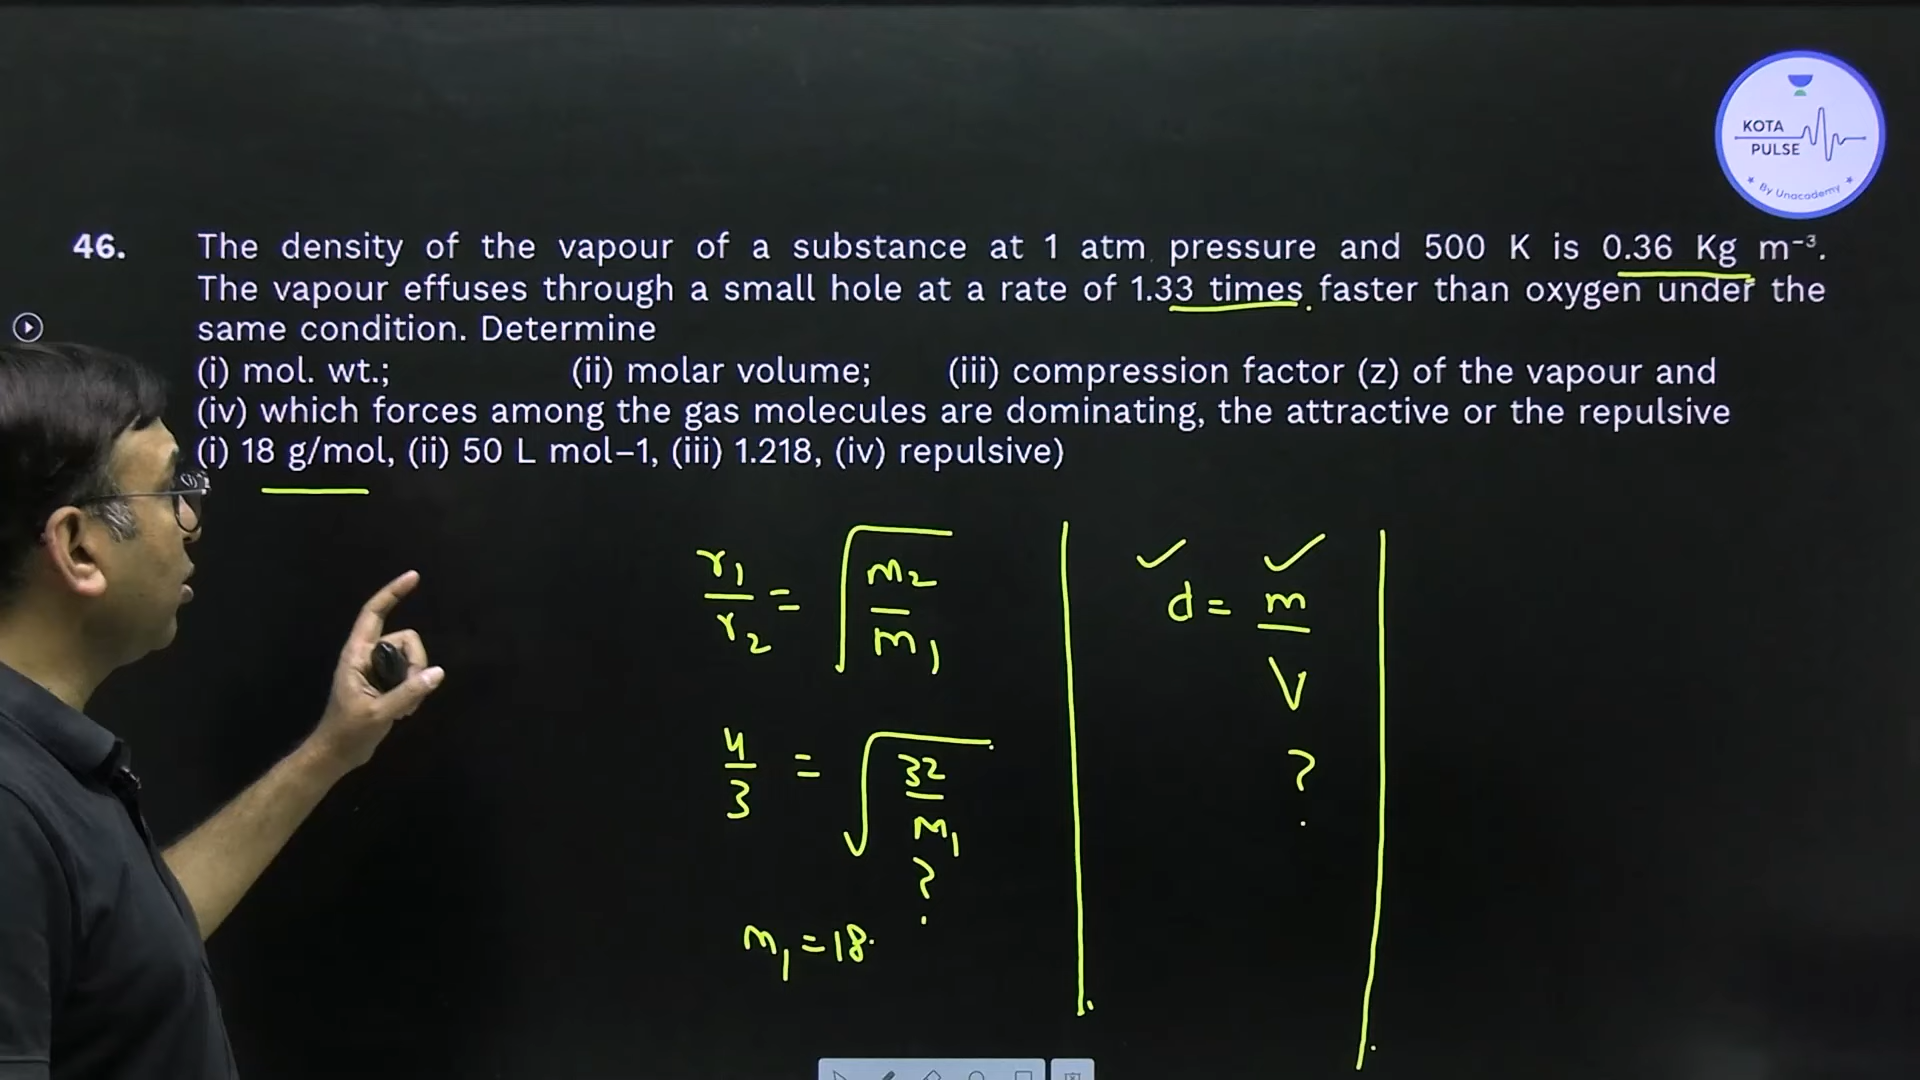 KOTA
PULSE
By Unacademy
46. The density of the vapour of a substance at 1 atm pressure and 500 K is 0.36 Kg m⁻³.
The vapour effuses through a small hole at a rate of 1.33 times faster than oxygen under the
same condition. Determine
(i) mol. wt.; (ii) molar volume; (iii) compression factor (z) of the vapour and
(iv) which forces among the gas molecules are dominating, the attractive or the repulsive
(i) 18 g/mol, (ii) 50 L mol–1, (iii) 1.218, (iv) repulsive)
r₁/r₂ = √(m₂/m₁)
4/3 = √(32/m₁)
?
m₁ = 18.
d = m/V
?